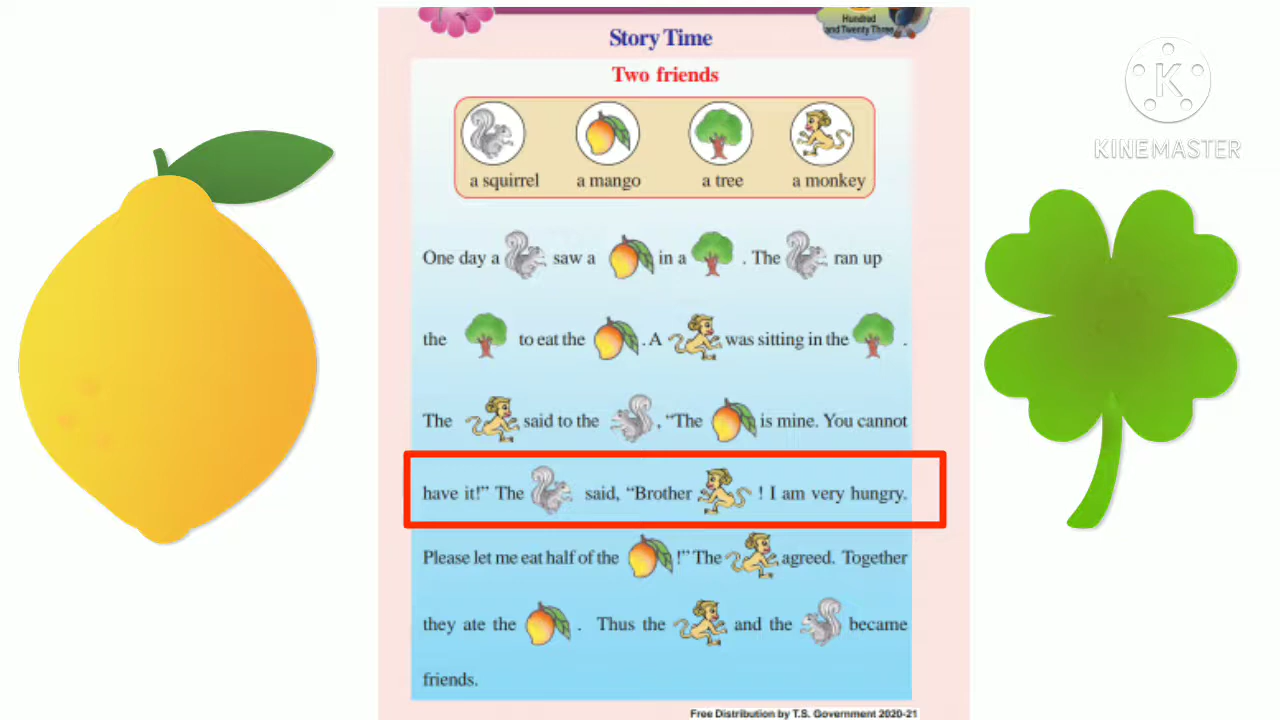 Hundred
and Twenty Three
Story Time
Two friends
K
KINEMASTER
a squirrel a mango a tree a monkey
One day a saw a in a . The ran up
the to eat the . A was sitting in the .
The said to the , “The is mine. You cannot
have it!” The said, “Brother ! I am very hungry.
Please let me eat half of the !” The agreed. Together
they ate the . Thus the and the became
friends.
Free Distribution by T.S. Government 2020-21